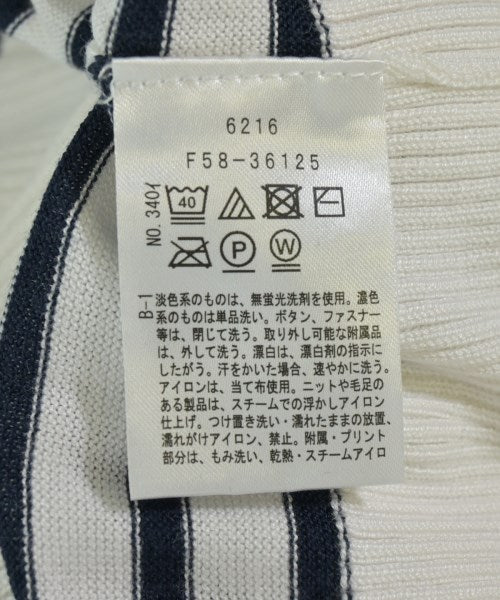 6216
F58-36125
NO. 340イ
40
P
W
B-1
淡色系のものは、無蛍光洗剤を使用。濃色
系のものは単品洗い。ボタン、ファスナー
等は、閉じて洗う。取り外し可能な附属品
は、外して洗う。漂白は、漂白剤の指示に
したがう。汗をかいた場合、速やかに洗う。
アイロンは、当て布使用。ニットや毛足の
ある製品は、スチームでの浮かしアイロン
仕上げ。つけ置き洗い・濡れたままの放置、
濡れがけアイロン、禁止。附属・プリント
部分は、もみ洗い、乾熱・スチームアイロ